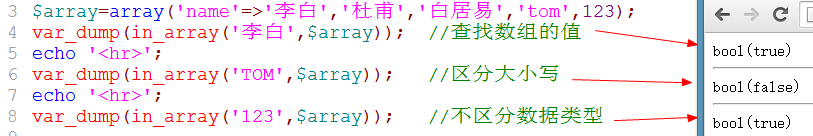 3 $array=array('name'=>'李白','杜甫','白居易','tom',123);
4 var_dump(in_array('李白',$array)); //查找数组的值
5 echo '<hr>';
6 var_dump(in_array('TOM',$array)); //区分大小写
7 echo '<hr>';
8 var_dump(in_array('123',$array)); //不区分数据类型
bool(true)
bool(false)
bool(true)